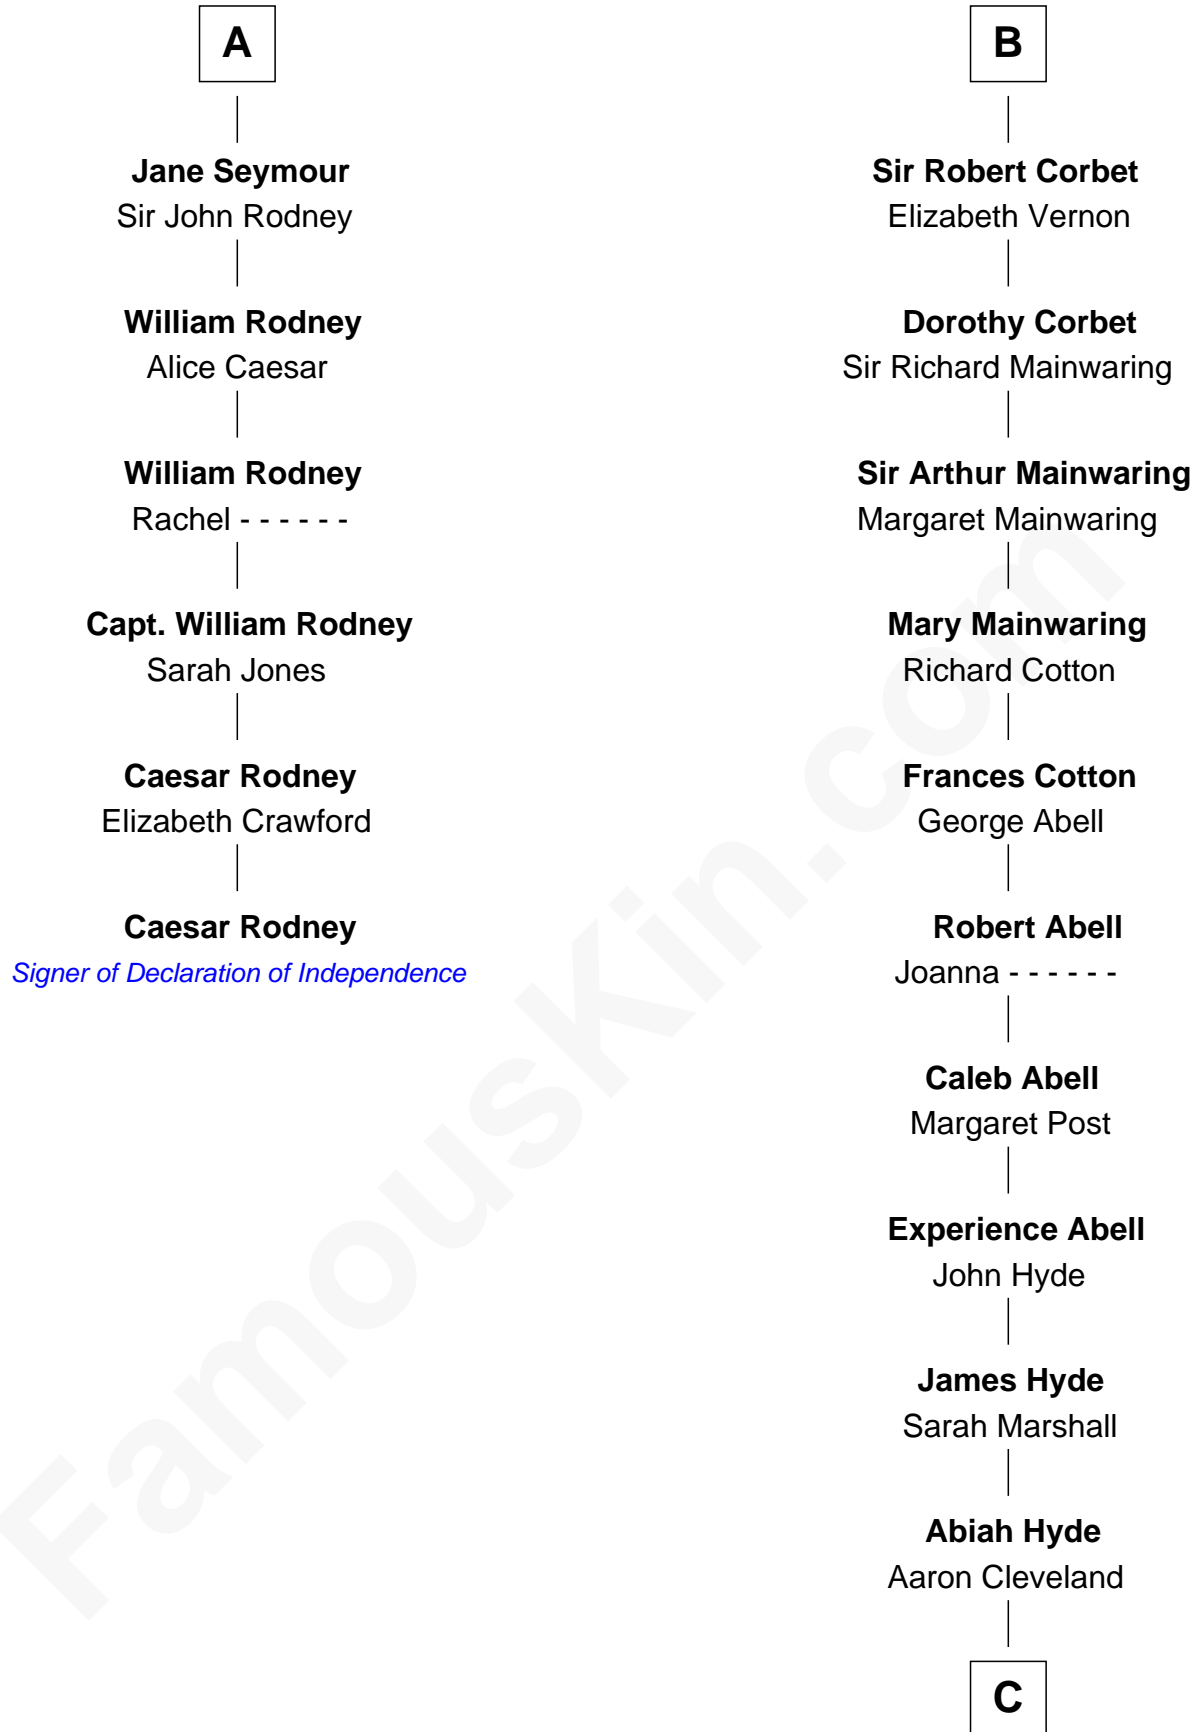 A
Jane Seymour
Sir John Rodney
William Rodney
Alice Caesar
William Rodney
Rachel - - - - - -
Capt. William Rodney
Sarah Jones
Caesar Rodney
Elizabeth Crawford
Caesar Rodney
Signer of Declaration of Independence
B
Sir Robert Corbet
Elizabeth Vernon
Dorothy Corbet
Sir Richard Mainwaring
Sir Arthur Mainwaring
Margaret Mainwaring
Mary Mainwaring
Richard Cotton
Frances Cotton
George Abell
Robert Abell
Joanna - - - - - -
Caleb Abell
Margaret Post
Experience Abell
John Hyde
James Hyde
Sarah Marshall
Abiah Hyde
Aaron Cleveland
C
FamousKin.com